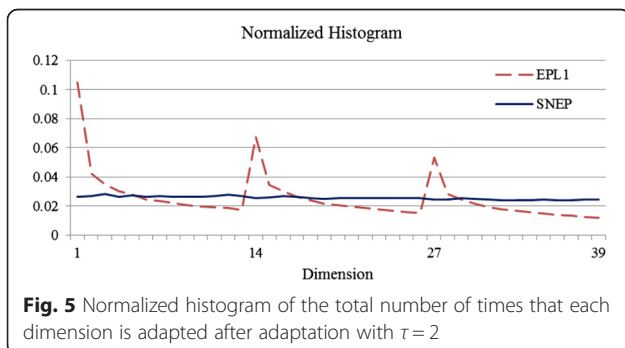 Normalized Histogram
0.12
0.1
0.08
0.06
0.04
0.02
0
EPL1
SNEP
1
14
27
39
Dimension
Fig. 5 Normalized histogram of the total number of times that each
dimension is adapted after adaptation with τ = 2